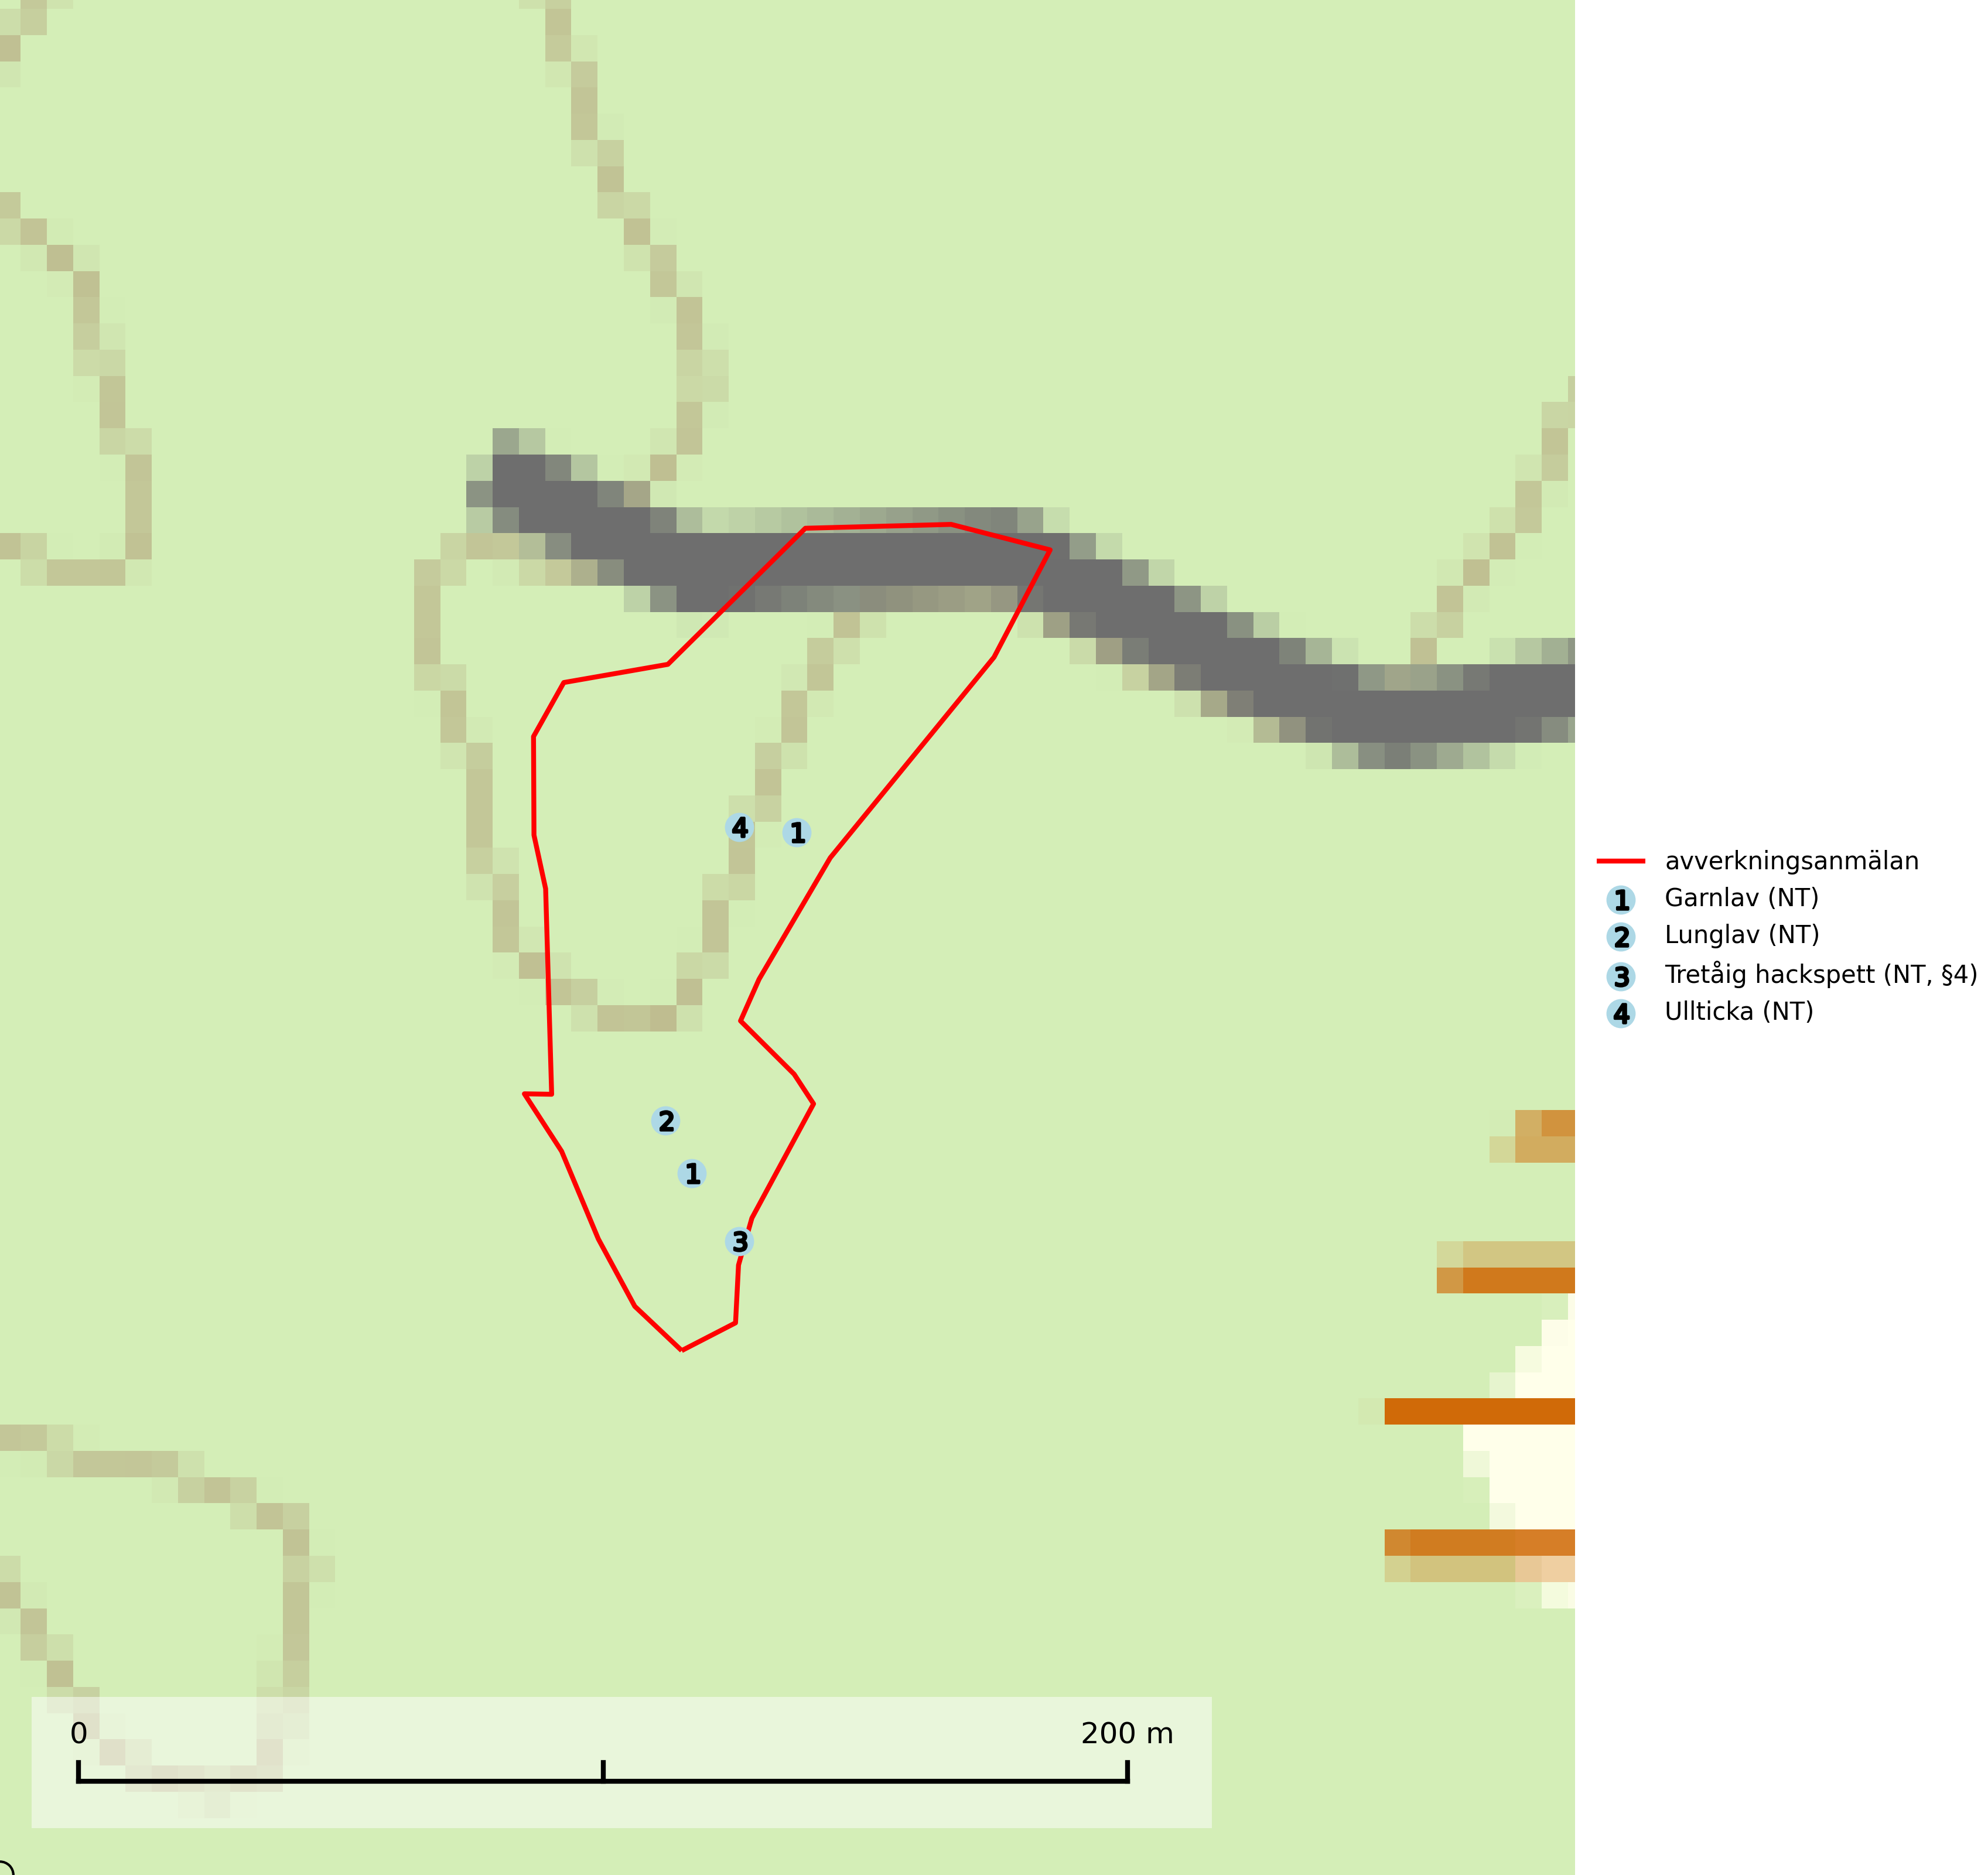 4 1
avverkningsanmälan
1 Garnlav (NT)
2 Lunglav (NT)
3 Tretåig hackspett (NT, §4)
4 Ullticka (NT)
2
1
3
0 200 m